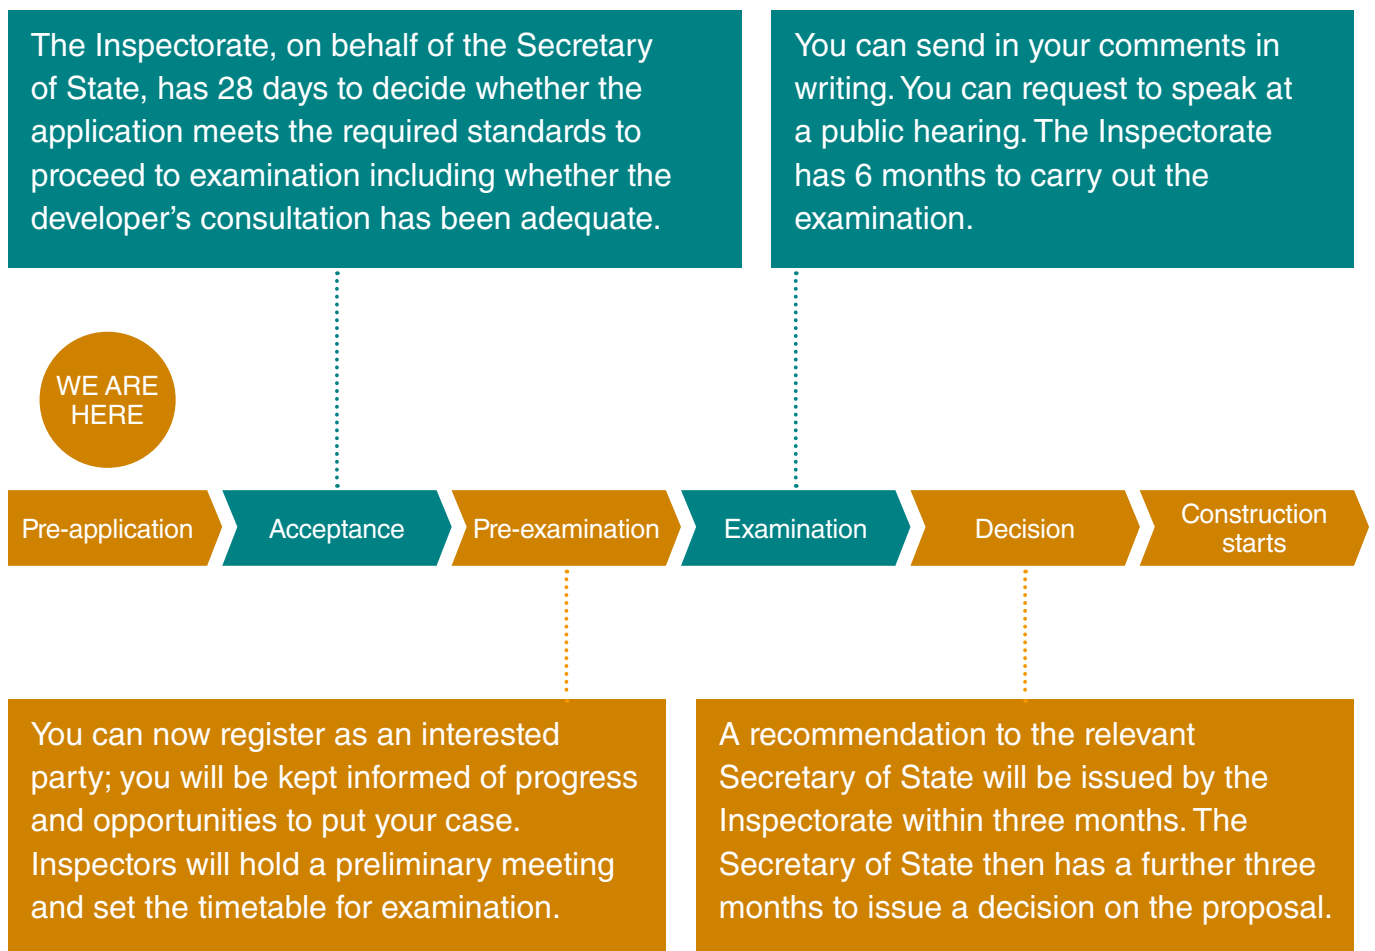 The Inspectorate, on behalf of the Secretary
of State, has 28 days to decide whether the
application meets the required standards to
proceed to examination including whether the
developer’s consultation has been adequate.
You can send in your comments in
writing. You can request to speak at
a public hearing. The Inspectorate
has 6 months to carry out the
examination.
WE ARE
HERE
Pre-application
Acceptance
Pre-examination
Examination
Decision
Construction
starts
You can now register as an interested
party; you will be kept informed of progress
and opportunities to put your case.
Inspectors will hold a preliminary meeting
and set the timetable for examination.
A recommendation to the relevant
Secretary of State will be issued by the
Inspectorate within three months. The
Secretary of State then has a further three
months to issue a decision on the proposal.